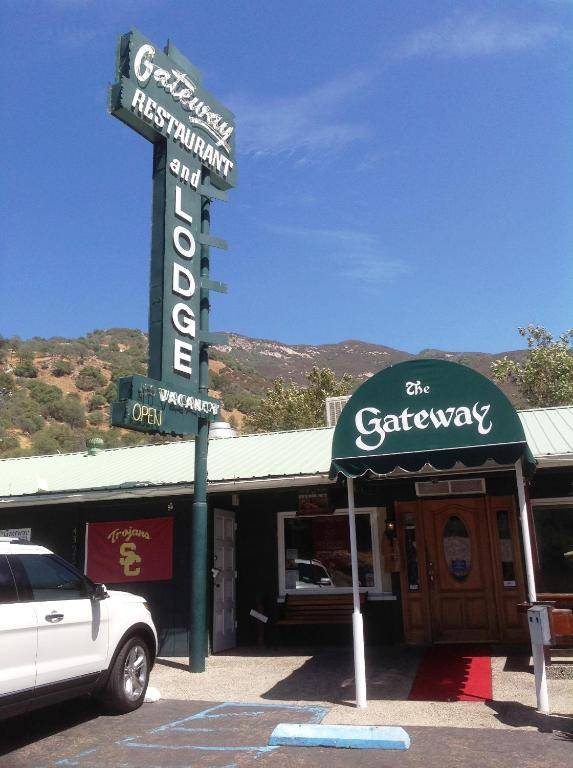 Gateway
RESTAURANT
and
LODGE
VACANCY
OPEN
The
Gateway
Trojans
SC